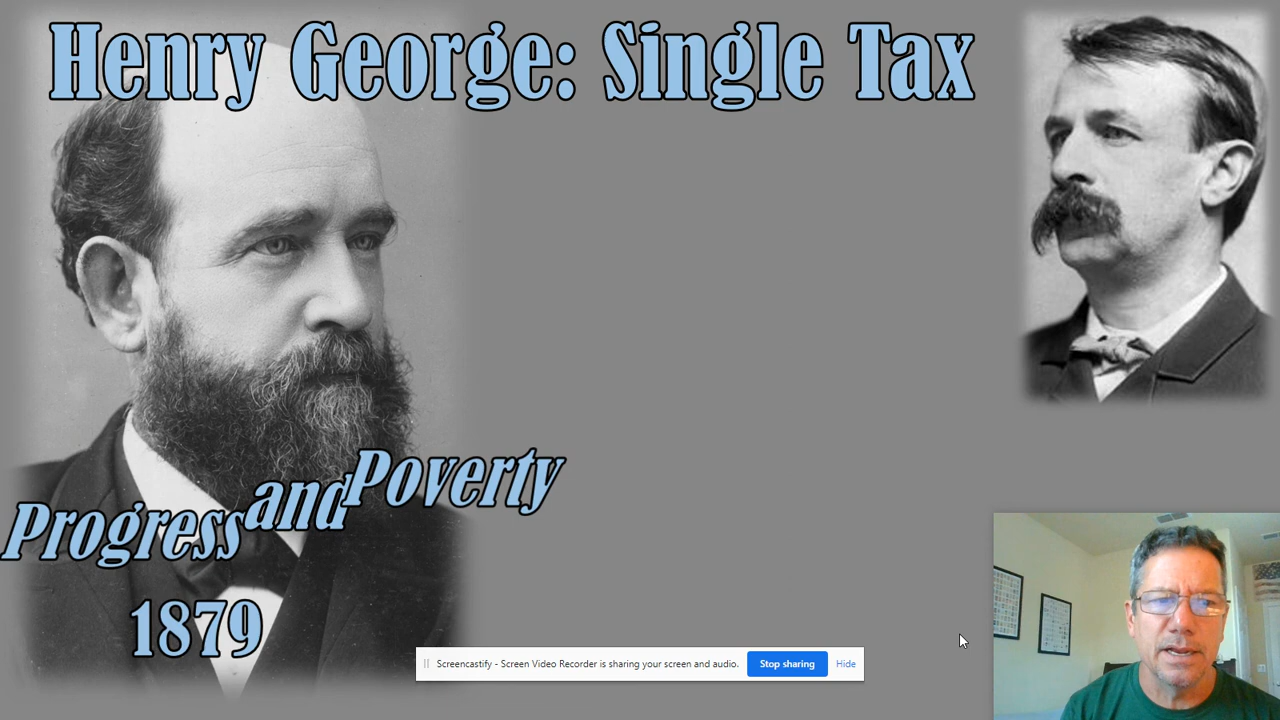 Henry George: Single Tax
Progress and Poverty
1879
Screencastify - Screen Video Recorder is sharing your screen and audio.
Stop sharing
Hide